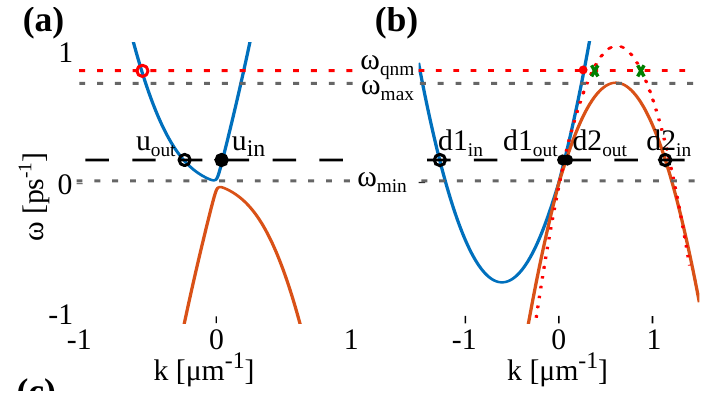 (a)
(b)
1
ω_qnm
ω_max
u_out
u_in
d1_in
d1_out
d2_out
d2_in
0
ω_min
ω [ps^-1]
-1
-1
0
1
-1
0
1
k [μm^-1]
k [μm^-1]